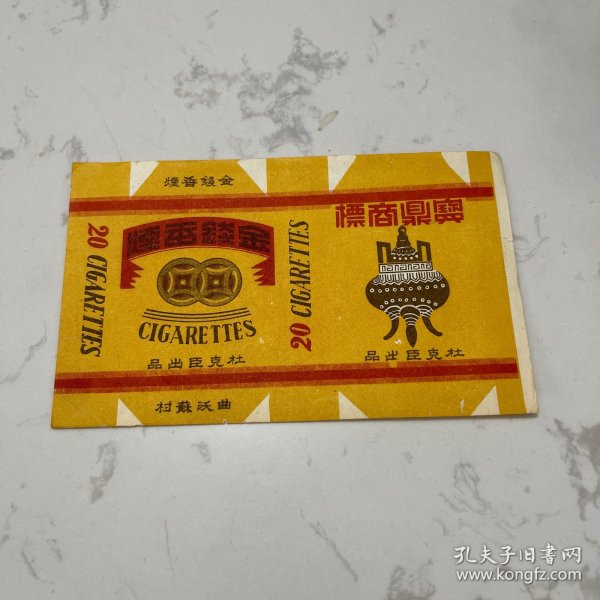 金錢香煙
20 CIGARETTES
金錢香煙
CIGARETTES
杜克臣出品
曲沃蘇村
20 CIGARETTES
寶鼎商標
杜克臣出品
孔夫子旧书网
www.kongfz.com